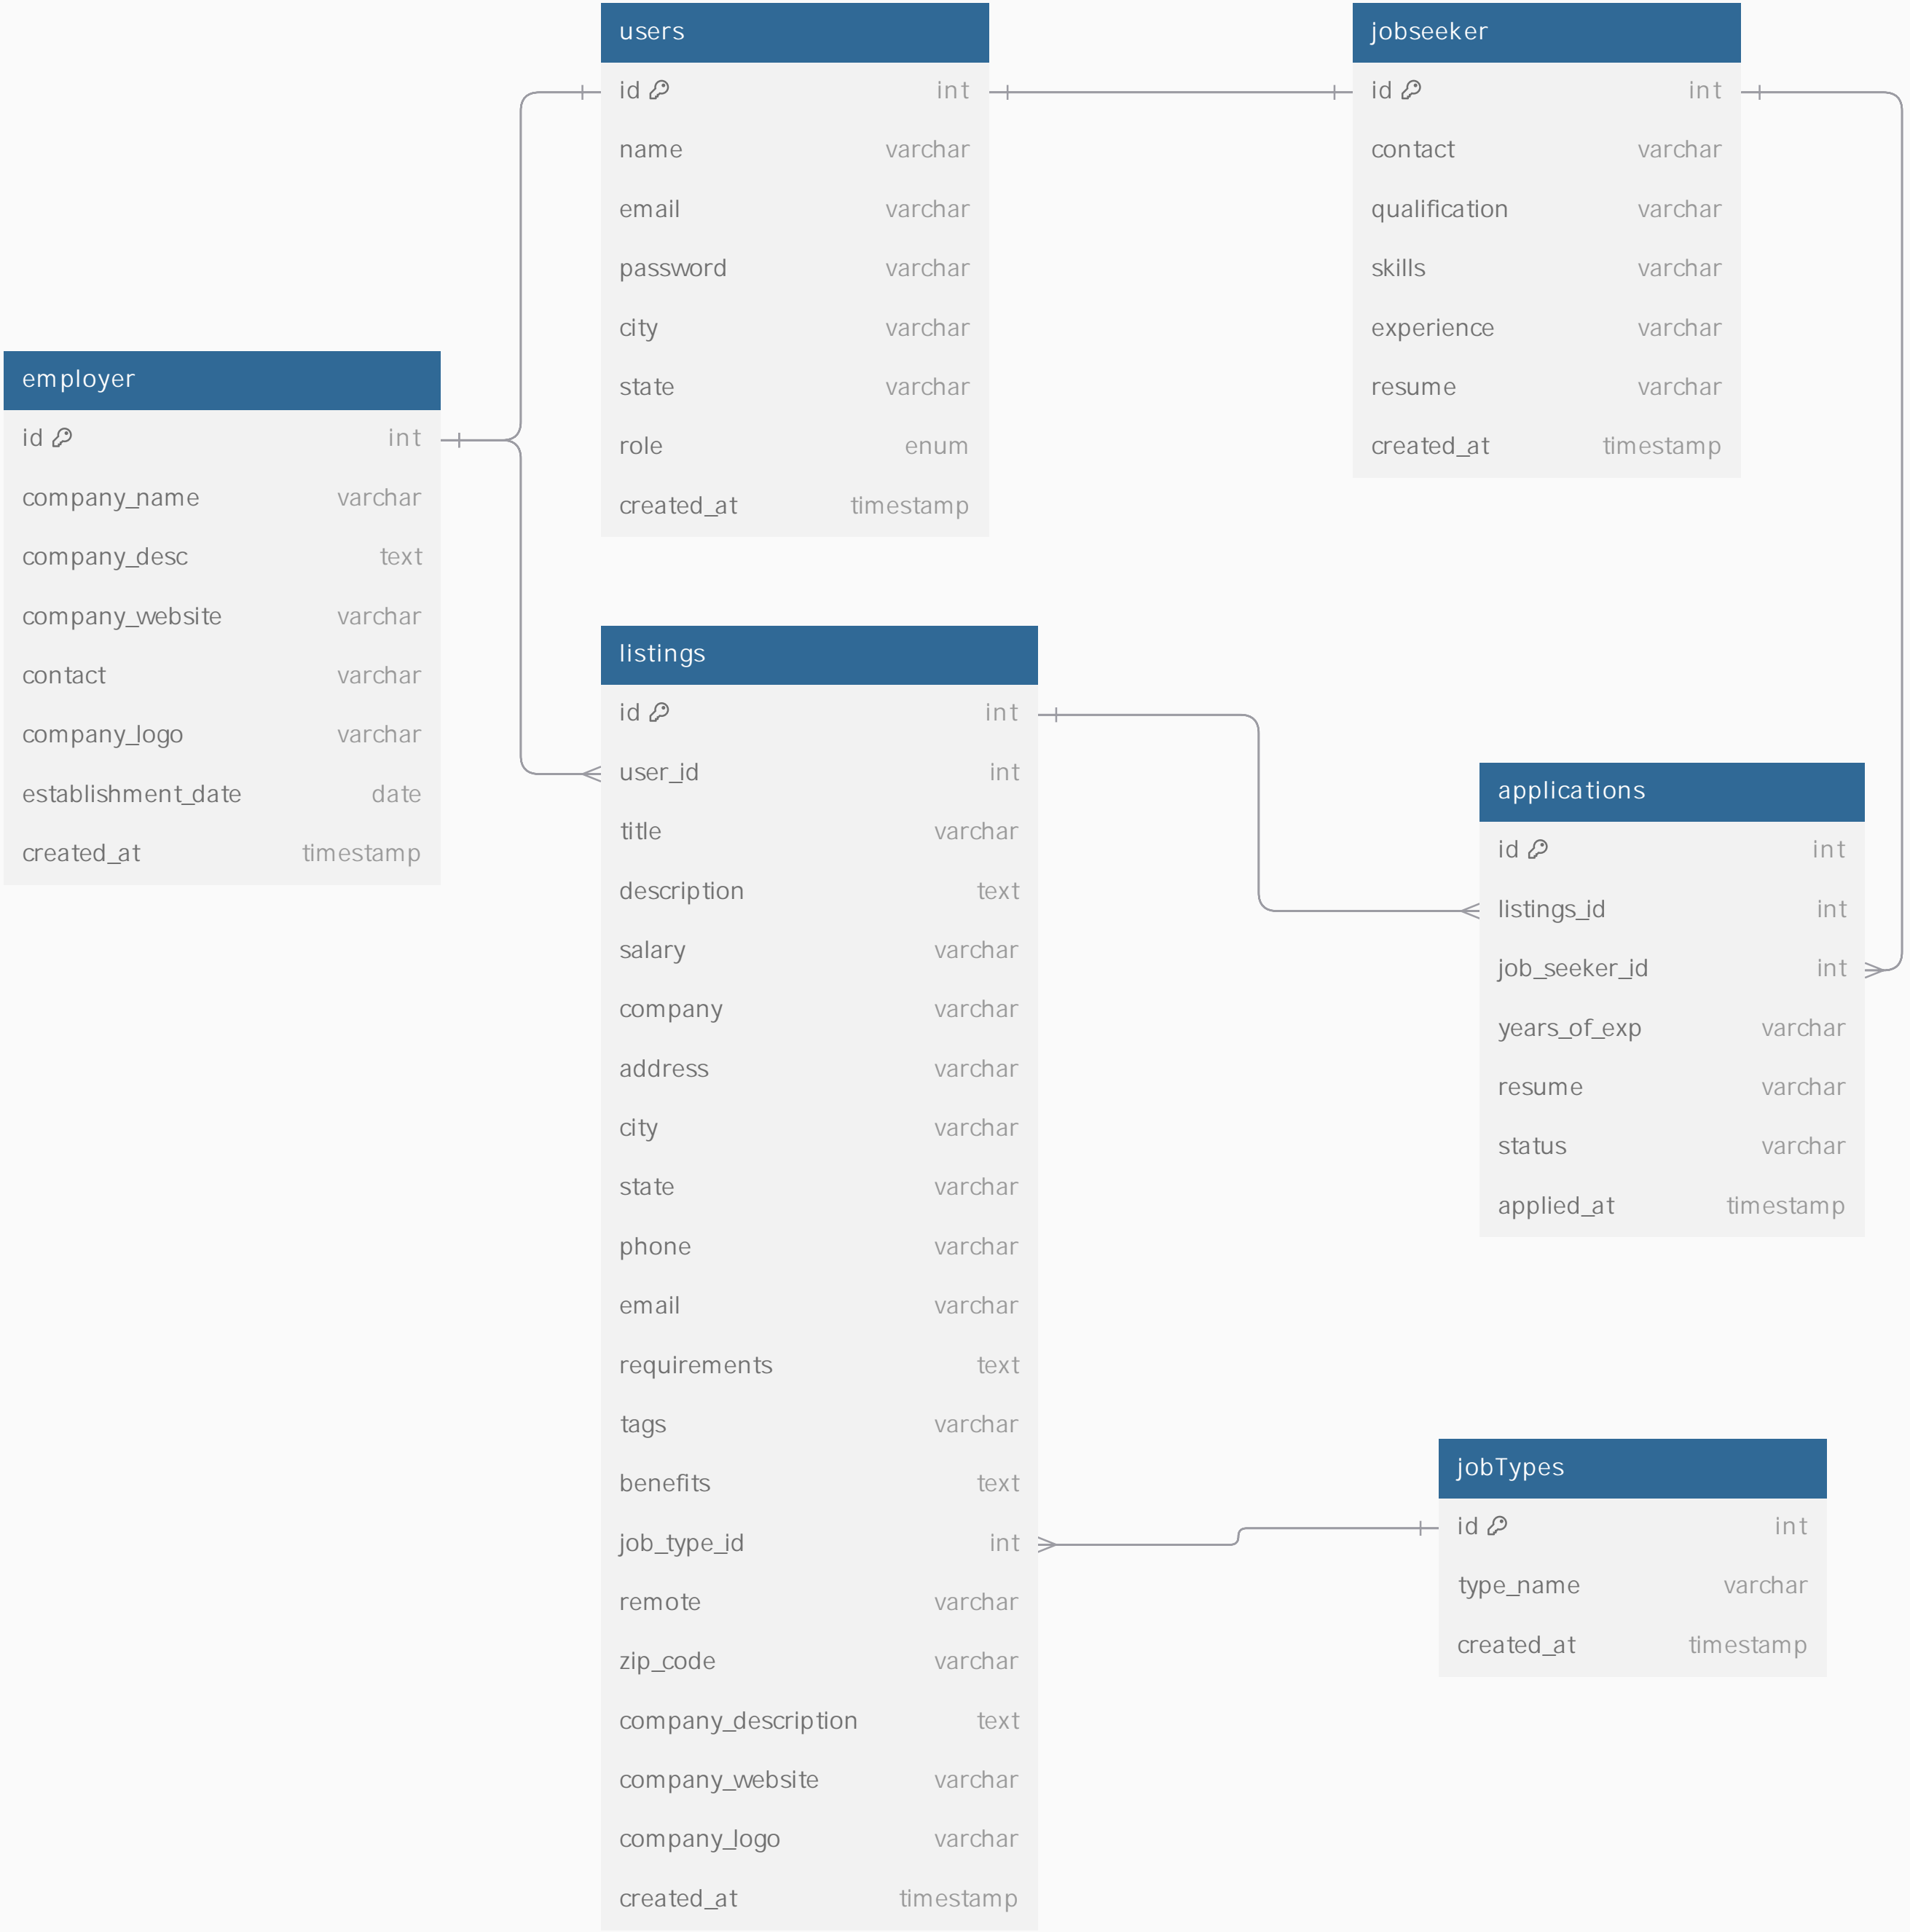 users
id int
name varchar
email varchar
password varchar
city varchar
state varchar
role enum
created_at timestamp
jobseeker
id int
contact varchar
qualification varchar
skills varchar
experience varchar
resume varchar
created_at timestamp
employer
id int
company_name varchar
company_desc text
company_website varchar
contact varchar
company_logo varchar
establishment_date date
created_at timestamp
listings
id int
user_id int
title varchar
description text
salary varchar
company varchar
address varchar
city varchar
state varchar
phone varchar
email varchar
requirements text
tags varchar
benefits text
job_type_id int
remote varchar
zip_code varchar
company_description text
company_website varchar
company_logo varchar
created_at timestamp
applications
id int
listings_id int
job_seeker_id int
years_of_exp varchar
resume varchar
status varchar
applied_at timestamp
jobTypes
id int
type_name varchar
created_at timestamp